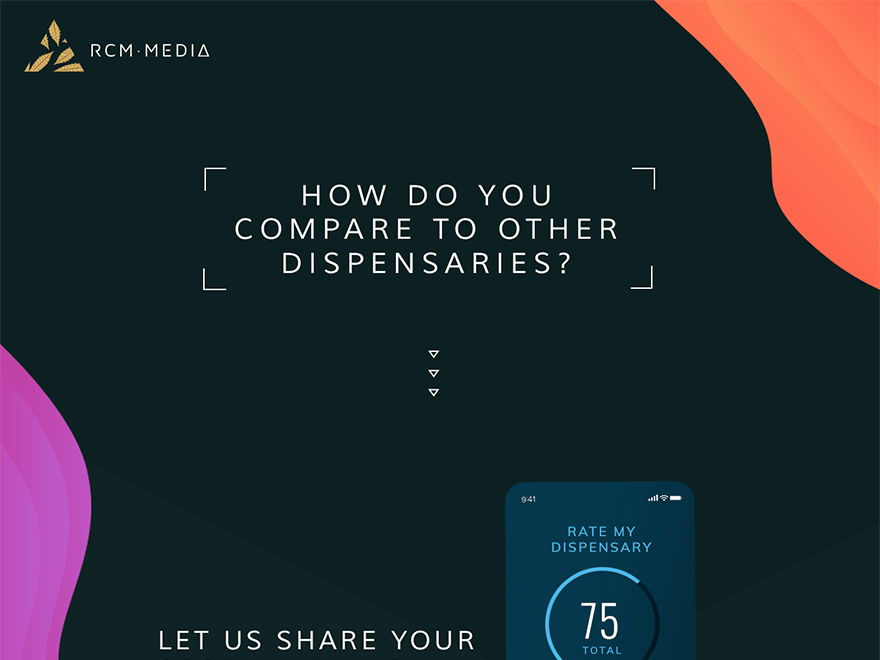 RCM·MEDIA
HOW DO YOU
COMPARE TO OTHER
DISPENSARIES?
9:41
RATE MY
DISPENSARY
75
TOTAL
LET US SHARE YOUR